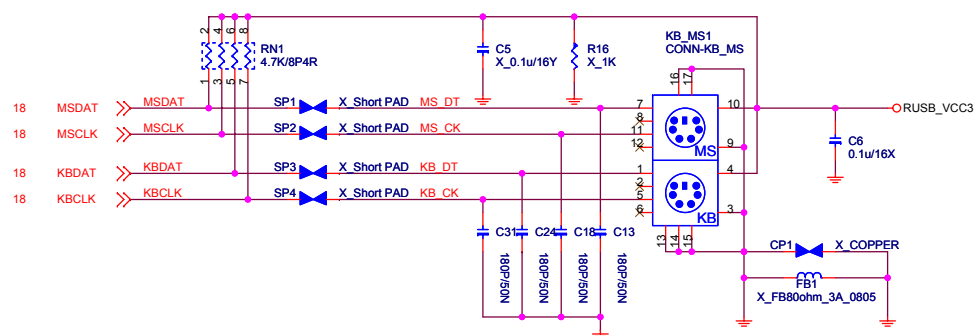 2 4 6 8
RN1
4.7K/8P4R
1 3 5 7
C5
X_0.1u/16Y
R16
X_1K
KB_MS1
CONN-KB_MS
16 17
18 MSDAT MSDAT SP1 X_Short PAD MS_DT 7 10 RUSB_VCC3
8
18 MSCLK MSCLK SP2 X_Short PAD MS_CK 11
12 MS 9
C6
0.1u/16X
18 KBDAT KBDAT SP3 X_Short PAD KB_DT 1 4
2
18 KBCLK KBCLK SP4 X_Short PAD KB_CK 5
6 KB 3
C31 C24 C18 C13
180P/50N 180P/50N 180P/50N 180P/50N
13 14 15
CP1 X_COPPER
FB1
X_FB80ohm_3A_0805